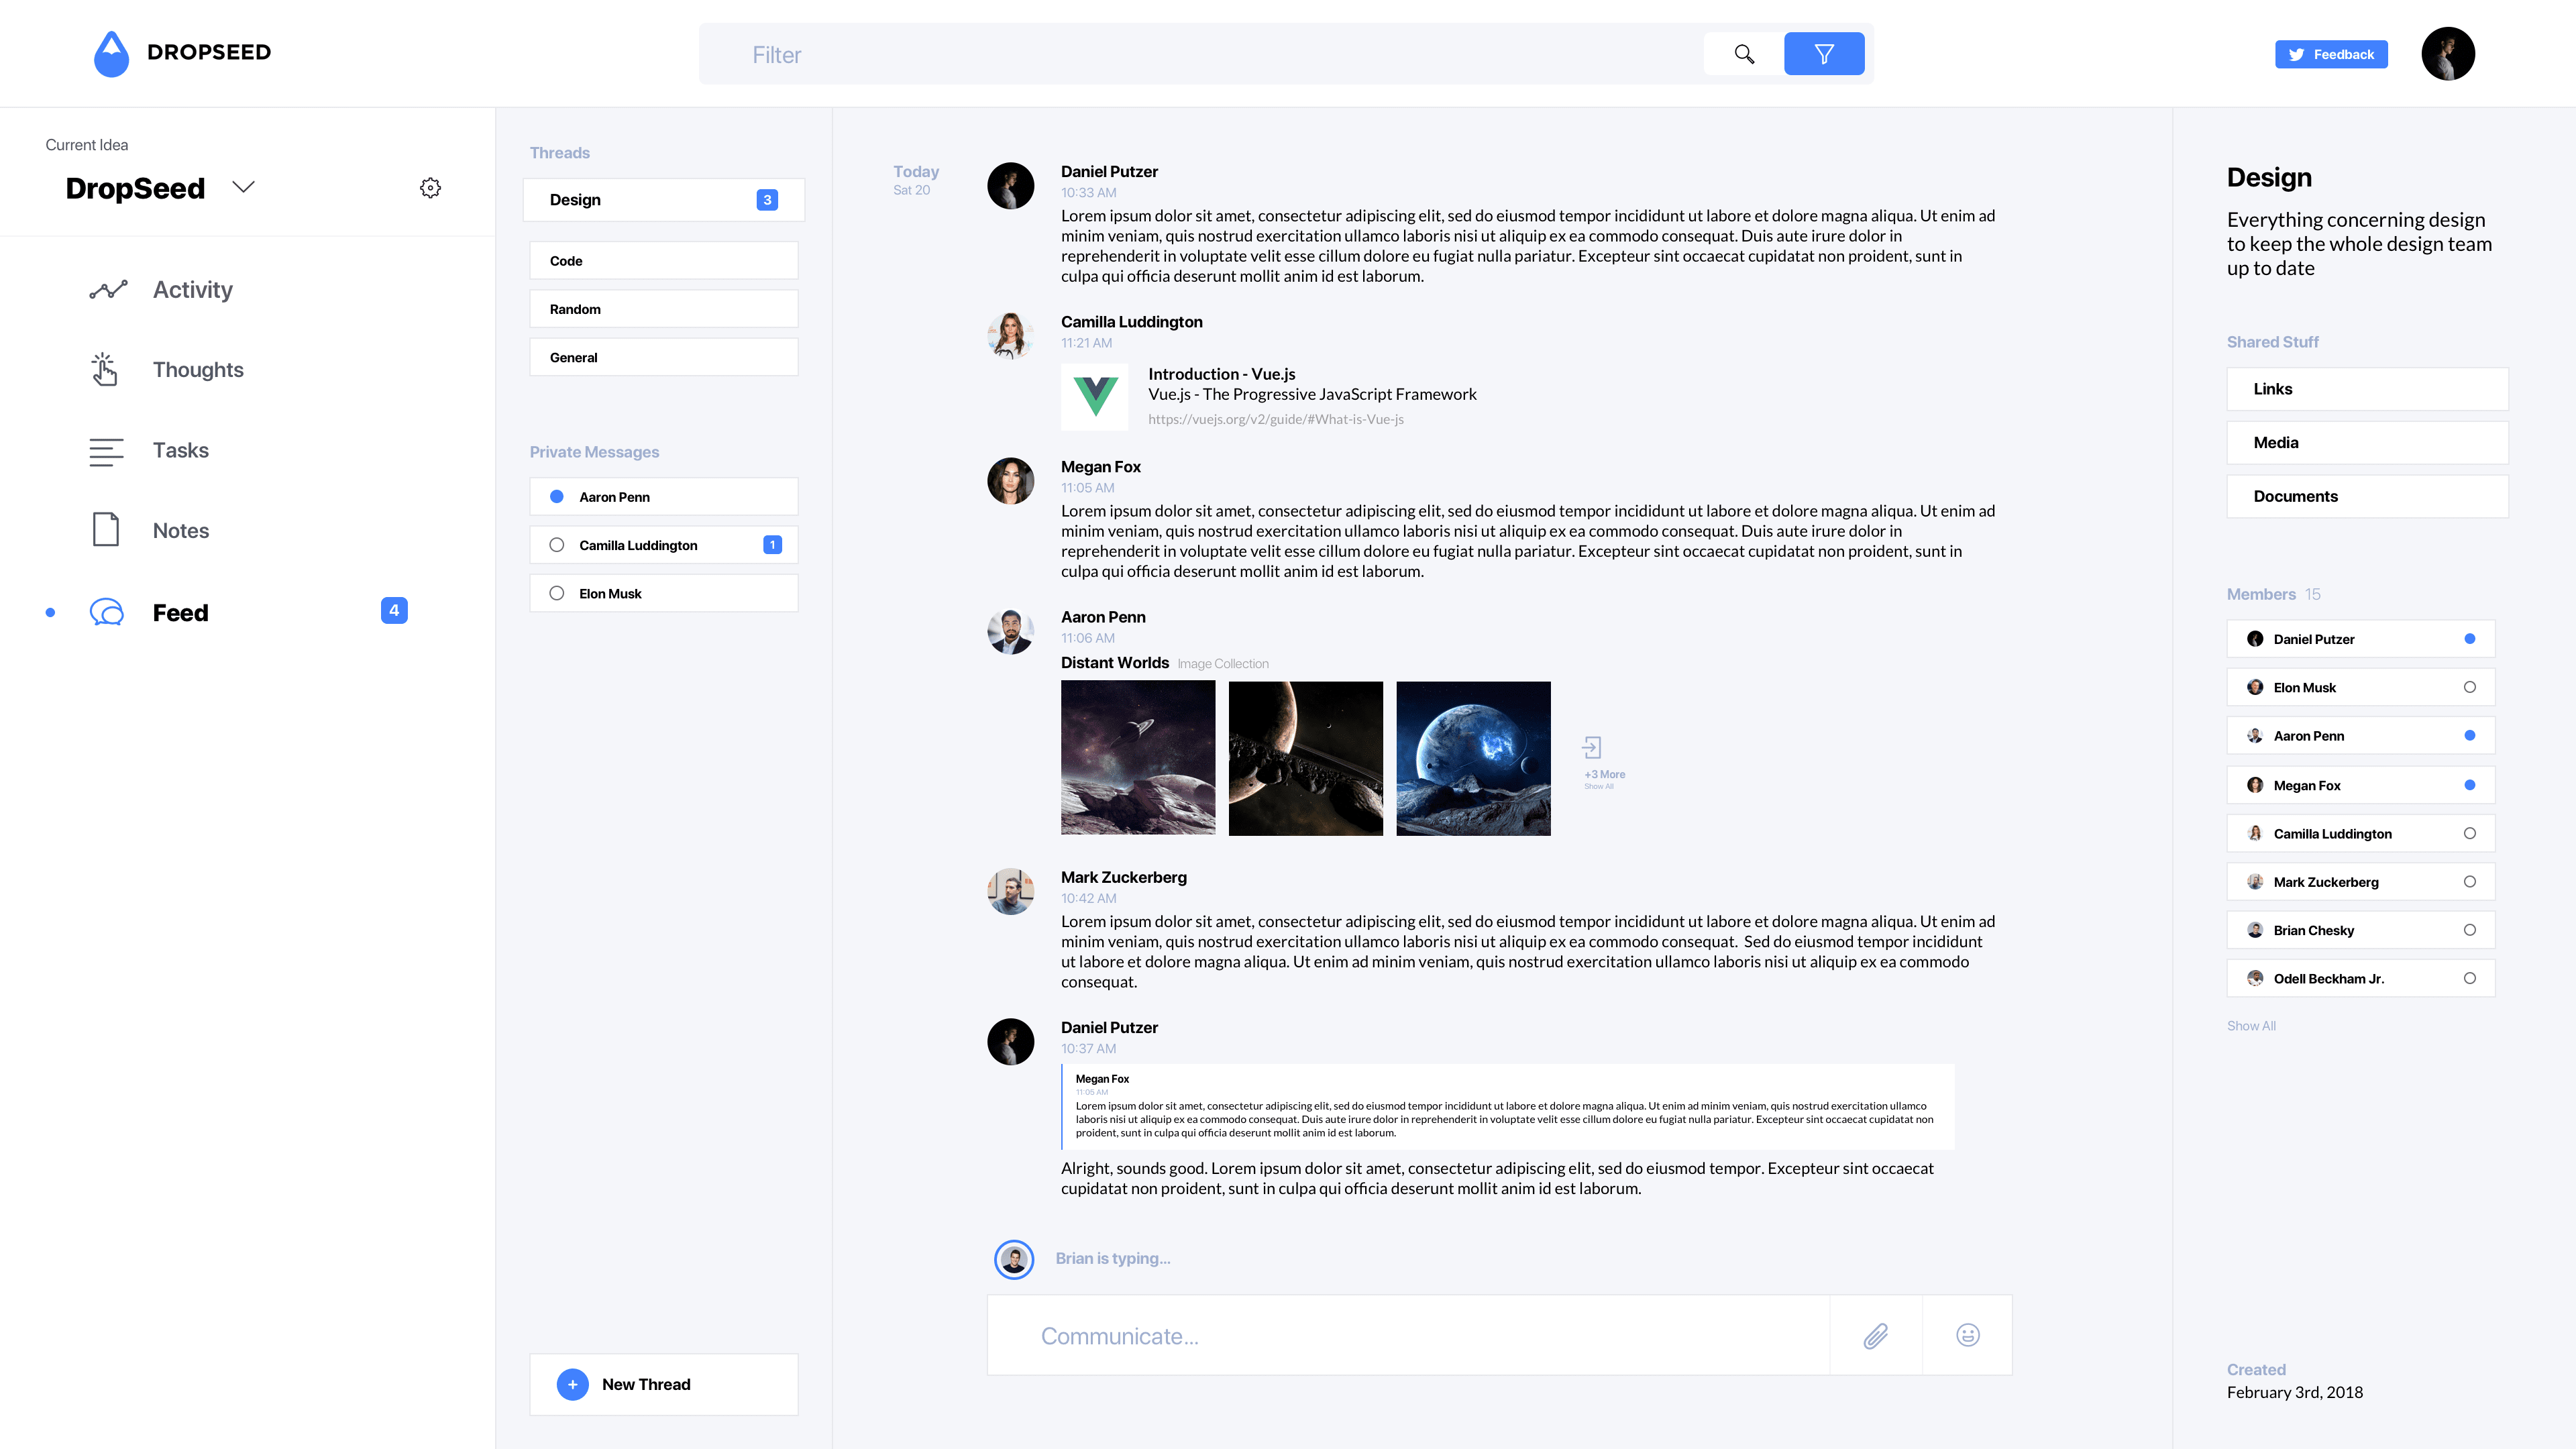 DROPSEED
Filter
Feedback
Current Idea
DropSeed
Activity
Thoughts
Tasks
Notes
Feed
4
Threads
Design
3
Code
Random
General
Private Messages
Aaron Penn
Camilla Luddington
1
Elon Musk
New Thread
Today
Sat 20
Daniel Putzer
10:33 AM
Lorem ipsum dolor sit amet, consectetur adipiscing elit, sed do eiusmod tempor incididunt ut labore et dolore magna aliqua. Ut enim ad
minim veniam, quis nostrud exercitation ullamco laboris nisi ut aliquip ex ea commodo consequat. Duis aute irure dolor in
reprehenderit in voluptate velit esse cillum dolore eu fugiat nulla pariatur. Excepteur sint occaecat cupidatat non proident, sunt in
culpa qui officia deserunt mollit anim id est laborum.
Camilla Luddington
11:21 AM
Introduction - Vue.js
Vue.js - The Progressive JavaScript Framework
https://vuejs.org/v2/guide/#What-is-Vue-js
Megan Fox
11:05 AM
Lorem ipsum dolor sit amet, consectetur adipiscing elit, sed do eiusmod tempor incididunt ut labore et dolore magna aliqua. Ut enim ad
minim veniam, quis nostrud exercitation ullamco laboris nisi ut aliquip ex ea commodo consequat. Duis aute irure dolor in
reprehenderit in voluptate velit esse cillum dolore eu fugiat nulla pariatur. Excepteur sint occaecat cupidatat non proident, sunt in
culpa qui officia deserunt mollit anim id est laborum.
Aaron Penn
11:06 AM
Distant Worlds Image Collection
+3 More
Show All
Mark Zuckerberg
10:42 AM
Lorem ipsum dolor sit amet, consectetur adipiscing elit, sed do eiusmod tempor incididunt ut labore et dolore magna aliqua. Ut enim ad
minim veniam, quis nostrud exercitation ullamco laboris nisi ut aliquip ex ea commodo consequat. Sed do eiusmod tempor incididunt
ut labore et dolore magna aliqua. Ut enim ad minim veniam, quis nostrud exercitation ullamco laboris nisi ut aliquip ex ea commodo
consequat.
Daniel Putzer
10:37 AM
Megan Fox
11:05 AM
Lorem ipsum dolor sit amet, consectetur adipiscing elit, sed do eiusmod tempor incididunt ut labore et dolore magna aliqua. Ut enim ad minim veniam, quis nostrud exercitation ullamco
laboris nisi ut aliquip ex ea commodo consequat. Duis aute irure dolor in reprehenderit in voluptate velit esse cillum dolore eu fugiat nulla pariatur. Excepteur sint occaecat cupidatat non
proident, sunt in culpa qui officia deserunt mollit anim id est laborum.
Alright, sounds good. Lorem ipsum dolor sit amet, consectetur adipiscing elit, sed do eiusmod tempor. Excepteur sint occaecat
cupidatat non proident, sunt in culpa qui officia deserunt mollit anim id est laborum.
Brian is typing...
Communicate...
Design
Everything concerning design
to keep the whole design team
up to date
Shared Stuff
Links
Media
Documents
Members 15
Daniel Putzer
Elon Musk
Aaron Penn
Megan Fox
Camilla Luddington
Mark Zuckerberg
Brian Chesky
Odell Beckham Jr.
Show All
Created
February 3rd, 2018